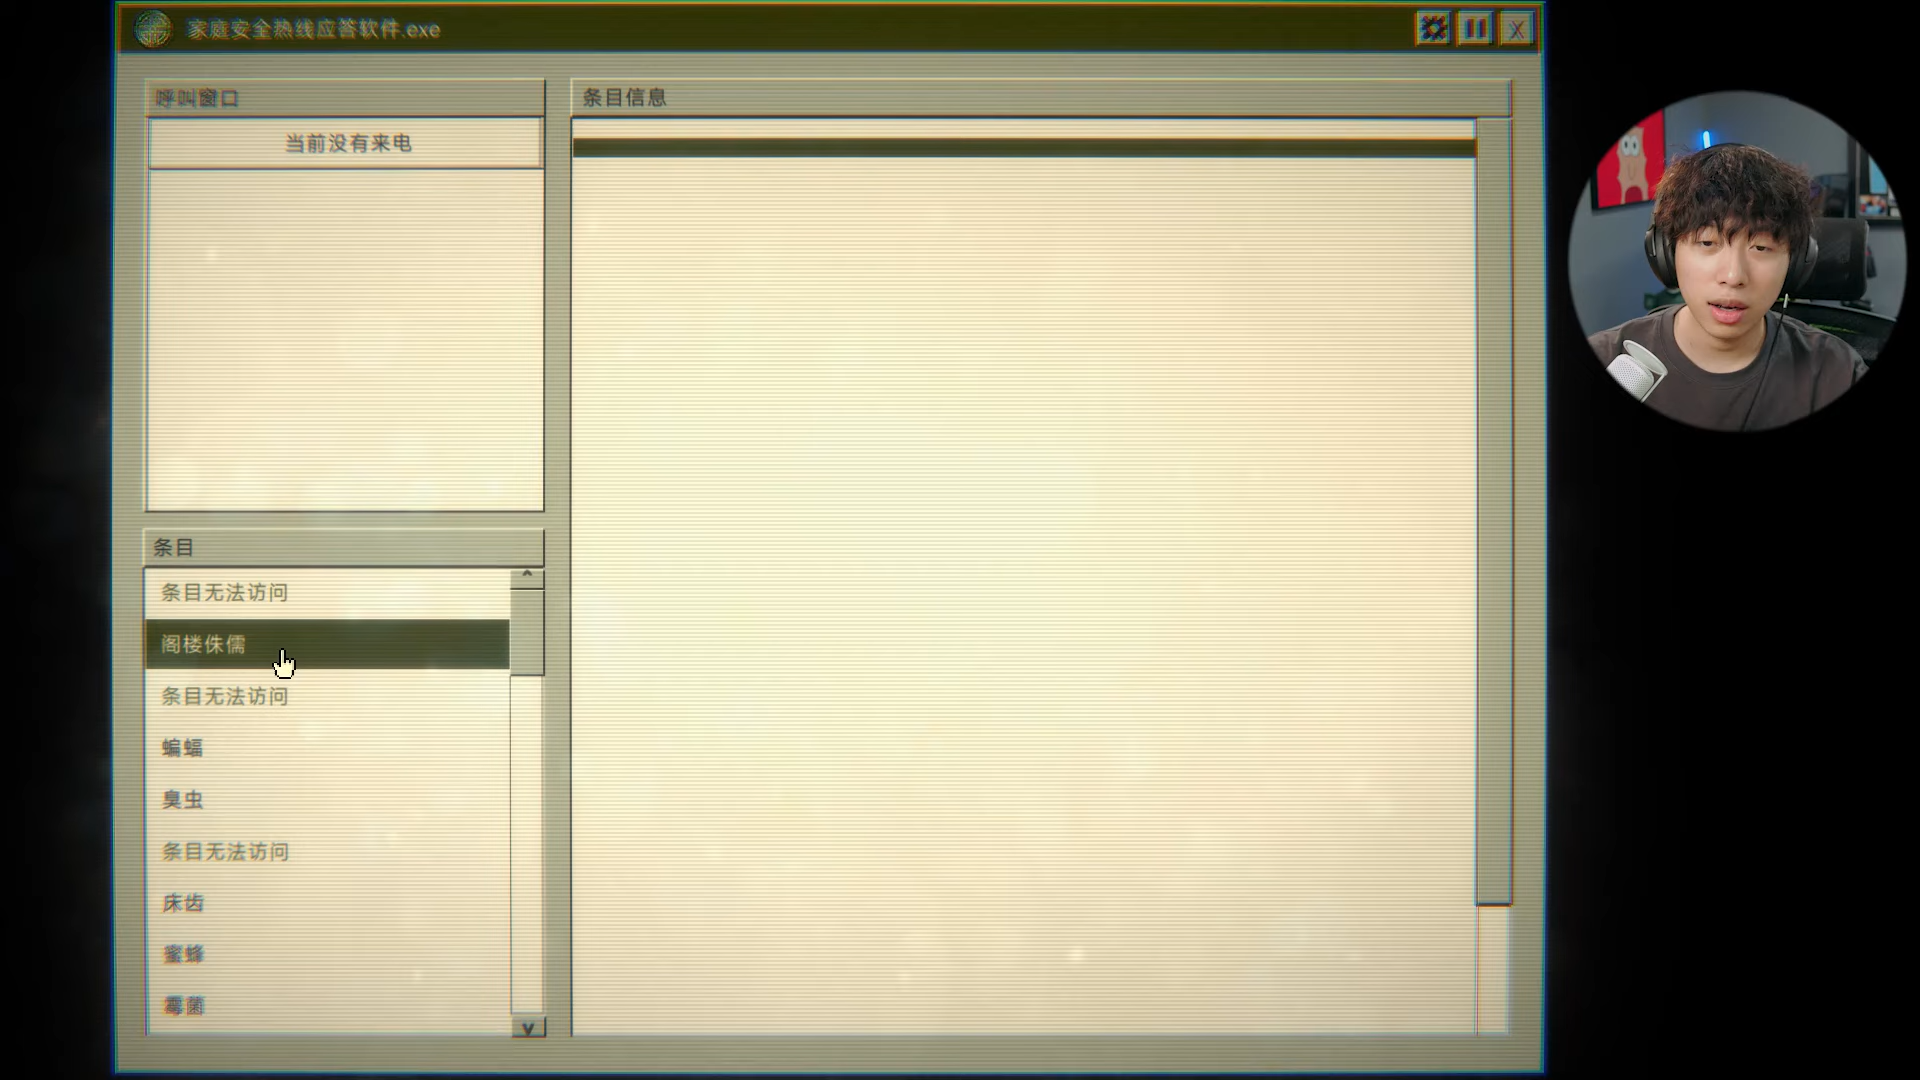 家庭安全热线应答软件.exe
X
呼叫窗口
条目信息
当前没有来电
条目
条目无法访问
阁楼侏儒
条目无法访问
蝙蝠
臭虫
条目无法访问
床齿
蜜蜂
霉菌